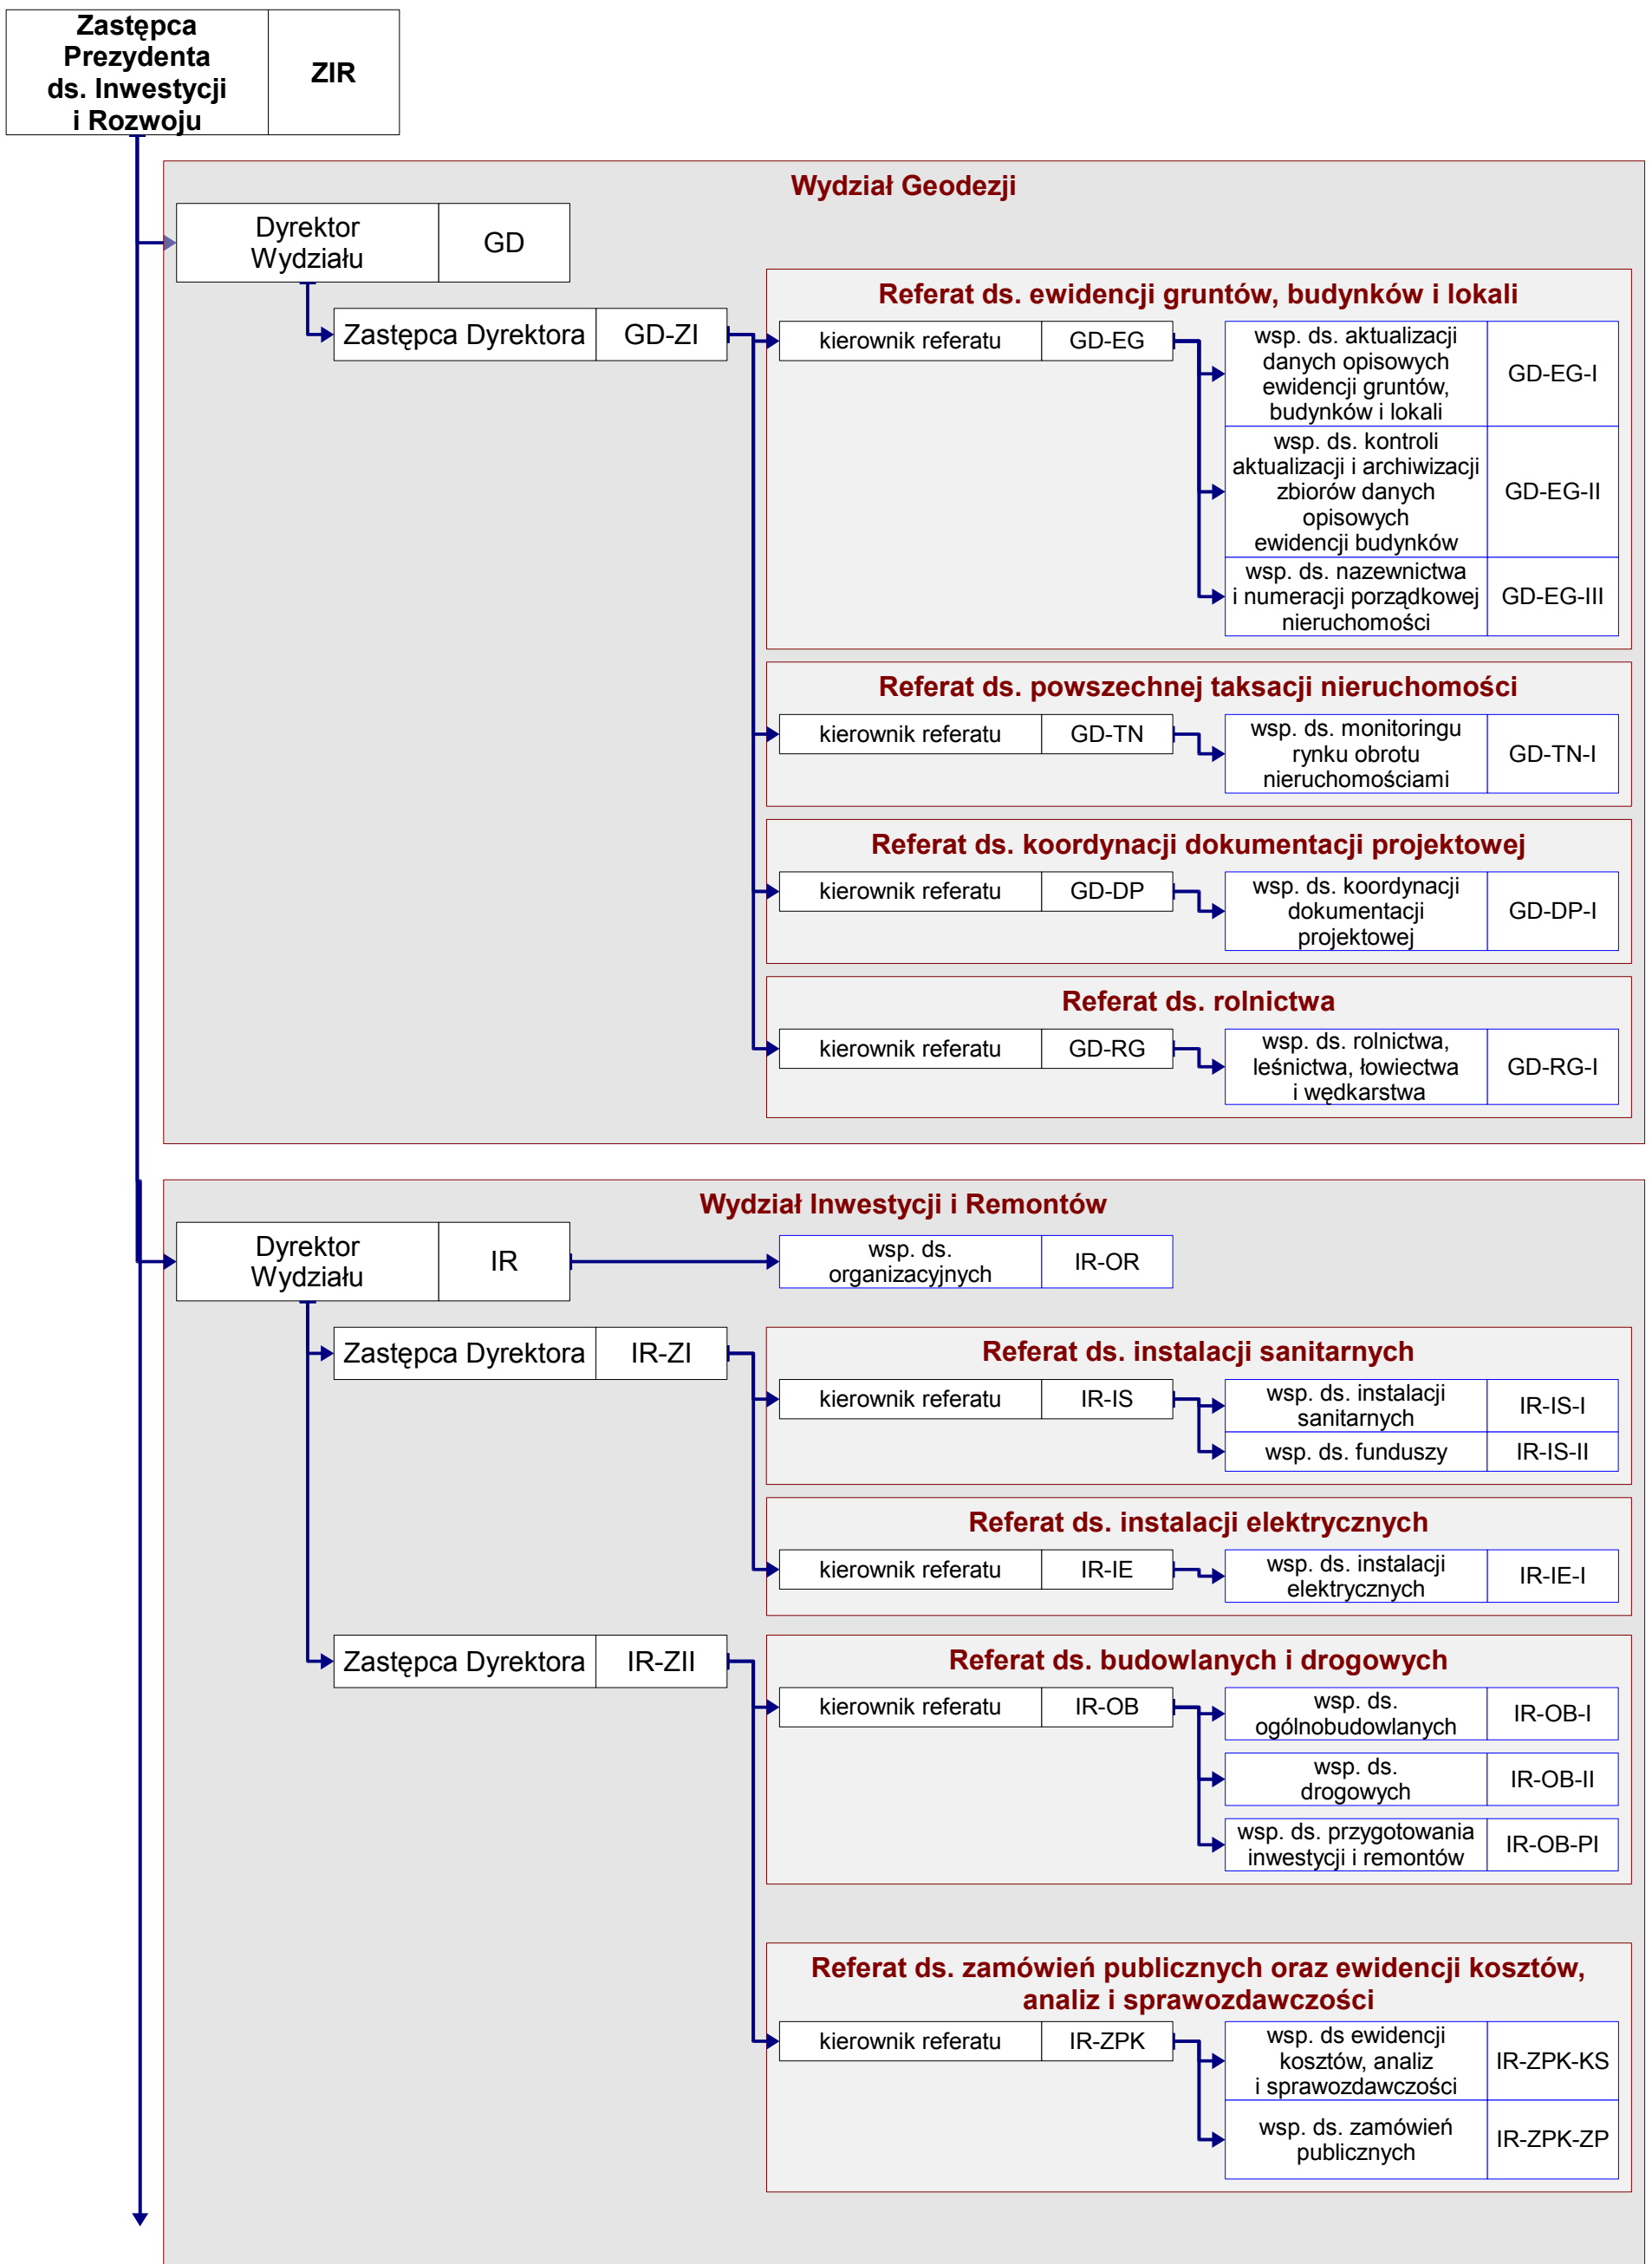 Zastępca
Prezydenta
ds. Inwestycji
i Rozwoju
ZIR
Wydział Geodezji
Dyrektor
Wydziału
GD
Zastępca Dyrektora
GD-ZI
Referat ds. ewidencji gruntów, budynków i lokali
kierownik referatu
GD-EG
wsp. ds. aktualizacji
danych opisowych
ewidencji gruntów,
budynków i lokali
GD-EG-I
wsp. ds. kontroli
aktualizacji i archiwizacji
zbiorów danych
opisowych
ewidencji budynków
GD-EG-II
wsp. ds. nazewnictwa
i numeracji porządkowej
nieruchomości
GD-EG-III
Referat ds. powszechnej taksacji nieruchomości
kierownik referatu
GD-TN
wsp. ds. monitoringu
rynku obrotu
nieruchomościami
GD-TN-I
Referat ds. koordynacji dokumentacji projektowej
kierownik referatu
GD-DP
wsp. ds. koordynacji
dokumentacji
projektowej
GD-DP-I
Referat ds. rolnictwa
kierownik referatu
GD-RG
wsp. ds. rolnictwa,
leśnictwa, łowiectwa
i wędkarstwa
GD-RG-I
Wydział Inwestycji i Remontów
Dyrektor
Wydziału
IR
wsp. ds.
organizacyjnych
IR-OR
Zastępca Dyrektora
IR-ZI
Referat ds. instalacji sanitarnych
kierownik referatu
IR-IS
wsp. ds. instalacji
sanitarnych
IR-IS-I
wsp. ds. funduszy
IR-IS-II
Referat ds. instalacji elektrycznych
kierownik referatu
IR-IE
wsp. ds. instalacji
elektrycznych
IR-IE-I
Zastępca Dyrektora
IR-ZII
Referat ds. budowlanych i drogowych
kierownik referatu
IR-OB
wsp. ds.
ogólnobudowlanych
IR-OB-I
wsp. ds.
drogowych
IR-OB-II
wsp. ds. przygotowania
inwestycji i remontów
IR-OB-PI
Referat ds. zamówień publicznych oraz ewidencji kosztów,
analiz i sprawozdawczości
kierownik referatu
IR-ZPK
wsp. ds ewidencji
kosztów, analiz
i sprawozdawczości
IR-ZPK-KS
wsp. ds. zamówień
publicznych
IR-ZPK-ZP